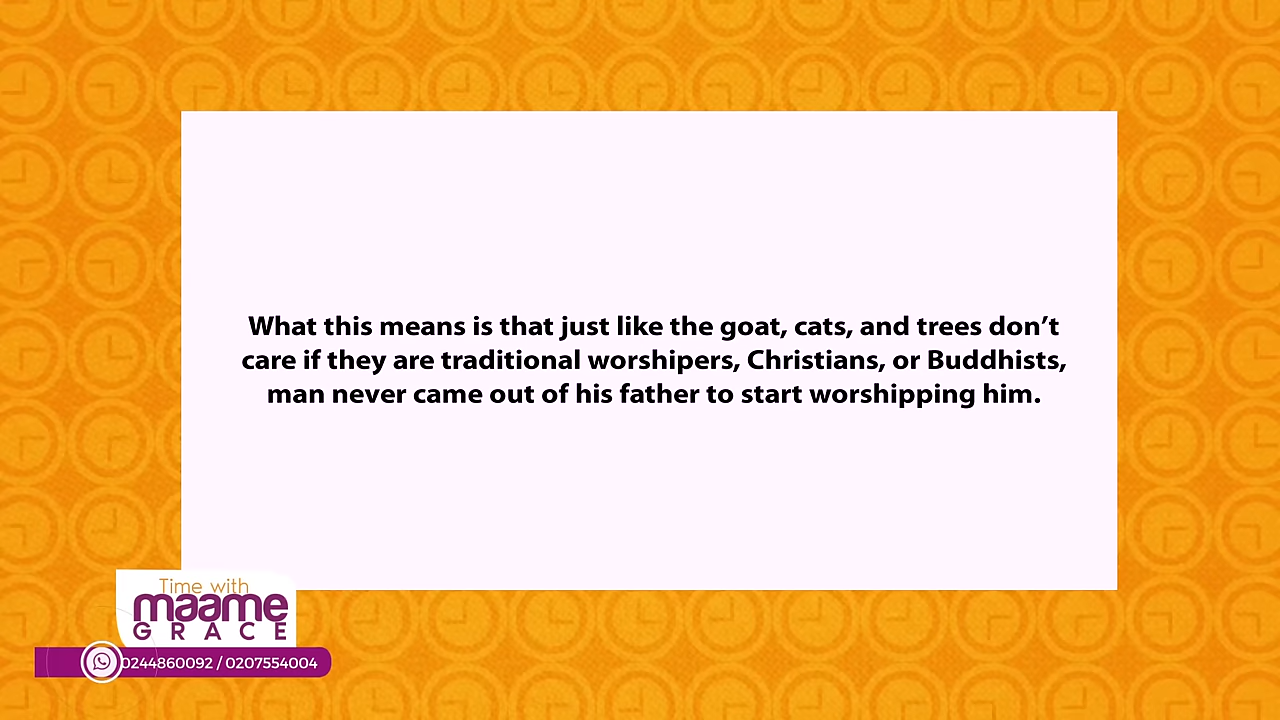 What this means is that just like the goat, cats, and trees don’t
care if they are traditional worshipers, Christians, or Buddhists,
man never came out of his father to start worshipping him.
Time with
maame
GRACE
0244860092 / 0207554004